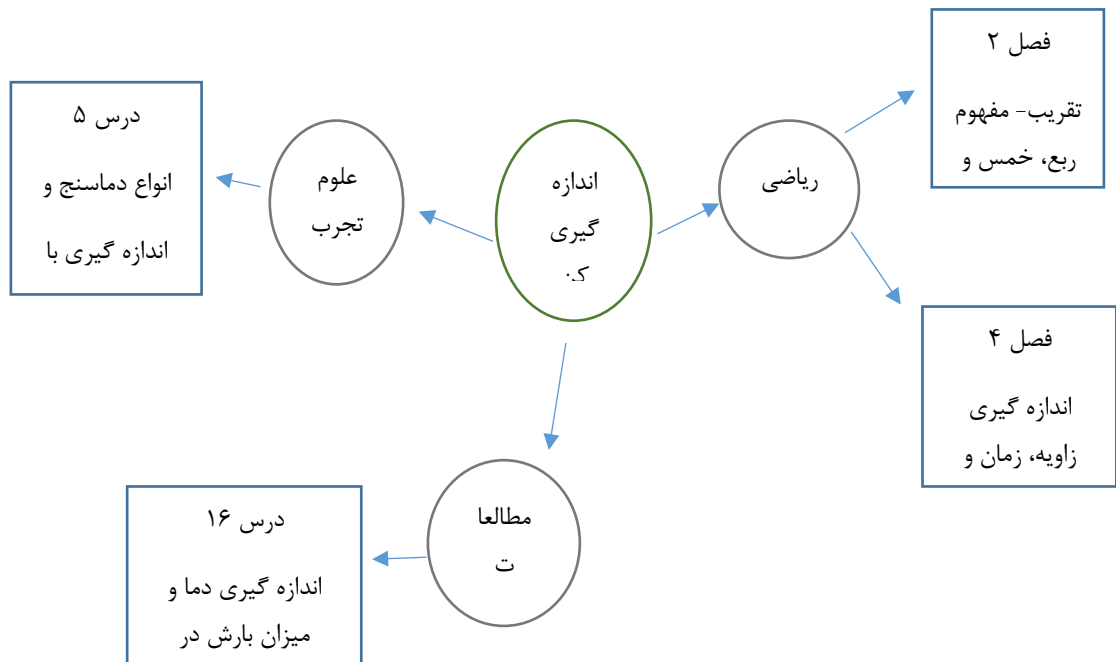 فصل ۲
تقریب- مفهوم
ربع، خمس و
درس ۵
انواع دماسنج و
اندازه گیری با
علوم
تجرب
اندازه
گیری
ریاضی
فصل ۴
اندازه گیری
زاویه، زمان و
مطالعا
ت
درس ۱۶
اندازه گیری دما و
میزان بارش در